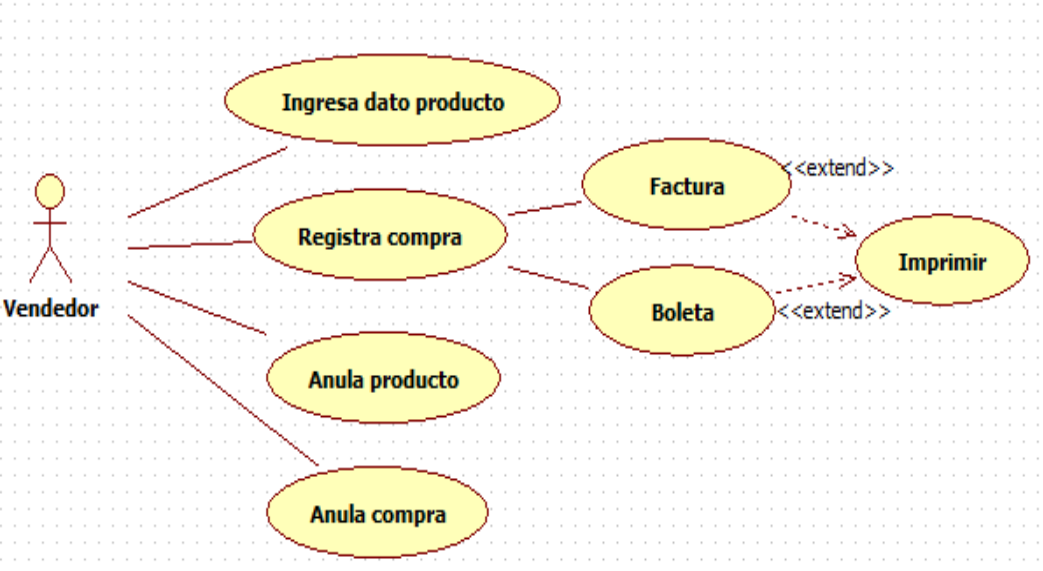 Ingresa dato producto
Factura
<<extend>>
Registra compra
Imprimir
Vendedor
Boleta
<<extend>>
Anula producto
Anula compra